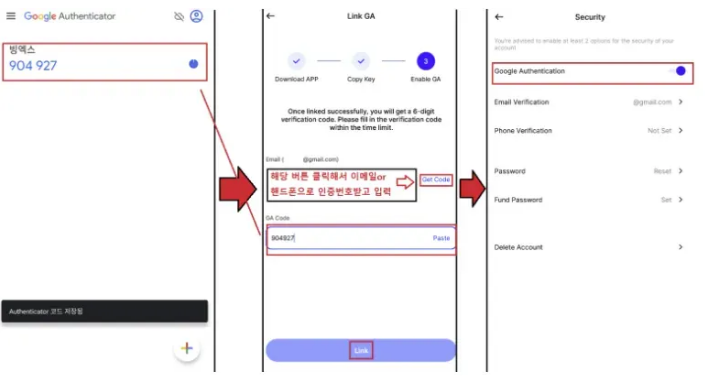 Google Authenticator
빙엑스
904 927
Authenticator 코드 저장됨
Link GA
3
Download APP
Copy Key
Enable GA
Once linked successfully, you will get a 6-digit
verification code. Please fill in the verification code
within the time limit.
Email ( @gmail.com)
해당 버튼 클릭해서 이메일or
핸드폰으로 인증번호받고 입력
Get Code
GA Code
904927
Paste
Link
Security
You're advised to enable at least 2 options for the security of your
account
Google Authentication
Email Verification @gmail.com
Phone Verification Not Set
Password Reset
Fund Password Set
Delete Account